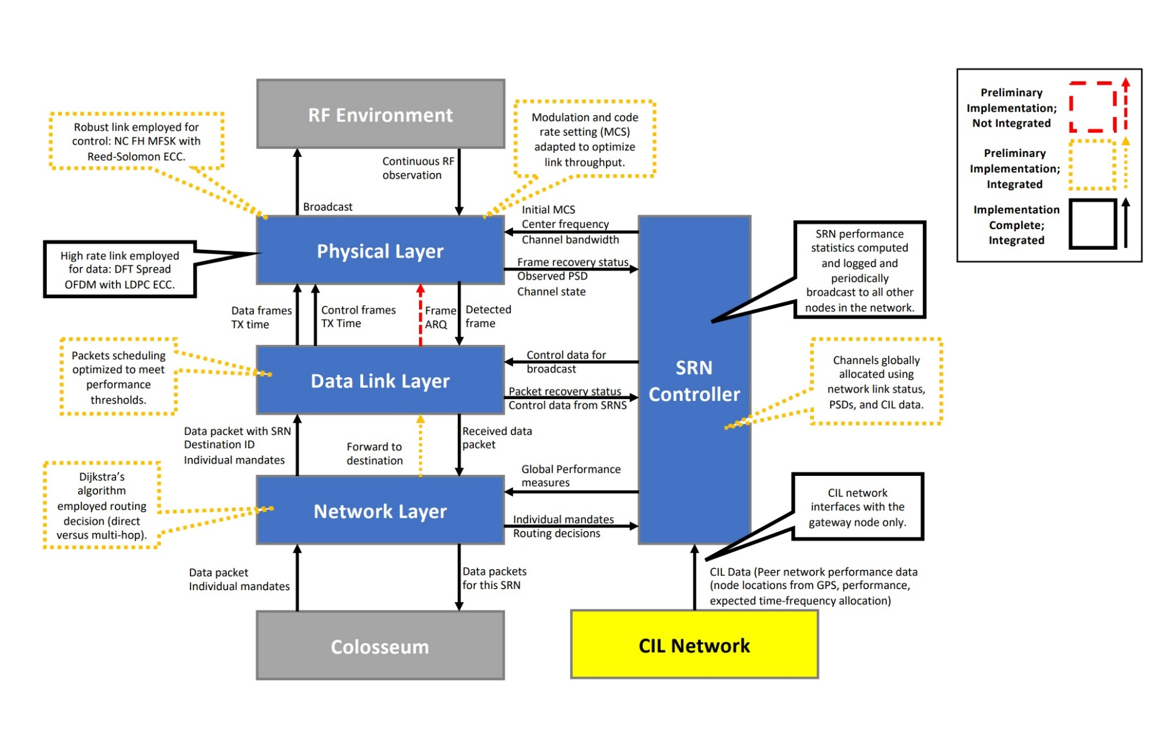 RF Environment
Robust link employed for
control: NC FH MFSK with
Reed-Solomon ECC.
Modulation and code
rate setting (MCS)
adapted to optimize
link throughput.
Preliminary
Implementation;
Not Integrated
Preliminary
Implementation;
Integrated
Implementation
Complete;
Integrated
Continuous RF
observation
Broadcast
Initial MCS
Center frequency
Channel bandwidth
Physical Layer
High rate link employed
for data: DFT Spread
OFDM with LDPC ECC.
Frame recovery status
Observed PSD
Channel state
SRN performance
statistics computed
and logged and
periodically
broadcast to all other
nodes in the network.
Data frames
TX time
Control frames
TX Time
Frame
ARQ
Detected
frame
Packets scheduling
optimized to meet
performance
thresholds.
Data Link Layer
Control data for
broadcast
Packet recovery status
Control data from SRNS
SRN
Controller
Channels globally
allocated using
network link status,
PSDs, and CIL data.
Data packet with SRN
Destination ID
Individual mandates
Forward to
destination
Received data
packet
Global Performance
measures
Dijkstra's
algorithm
employed routing
decision (direct
versus multi-hop).
Network Layer
Individual mandates
Routing decisions
CIL network
interfaces with the
gateway node only.
Data packet
Individual mandates
Data packets
for this SRN
CIL Data (Peer network performance data
(node locations from GPS, performance,
expected time-frequency allocation)
Colosseum
CIL Network